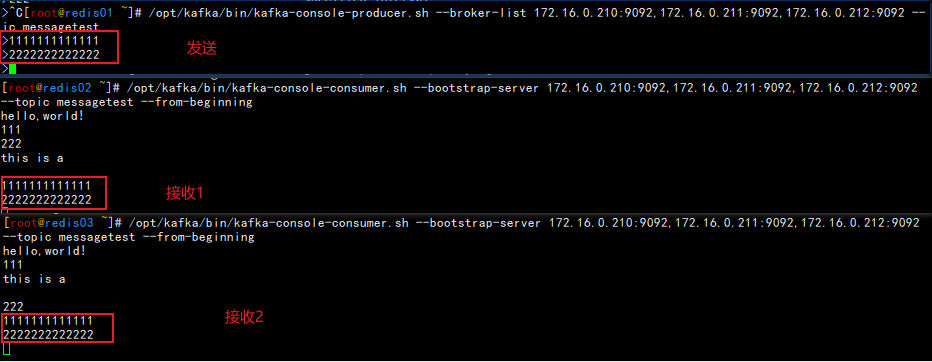 >^C[root@redis01 ~]# /opt/kafka/bin/kafka-console-producer.sh --broker-list 172.16.0.210:9092,172.16.0.211:9092,172.16.0.212:9092 --
ic messagetest
>1111111111111
>2222222222222
>
发送
[root@redis02 ~]# /opt/kafka/bin/kafka-console-consumer.sh --bootstrap-server 172.16.0.210:9092,172.16.0.211:9092,172.16.0.212:9092
--topic messagetest --from-beginning
hello,world!
111
222
this is a
1111111111111
2222222222222
接收1
[root@redis03 ~]# /opt/kafka/bin/kafka-console-consumer.sh --bootstrap-server 172.16.0.210:9092,172.16.0.211:9092,172.16.0.212:9092
--topic messagetest --from-beginning
hello,world!
111
this is a
222
1111111111111
2222222222222
接收2